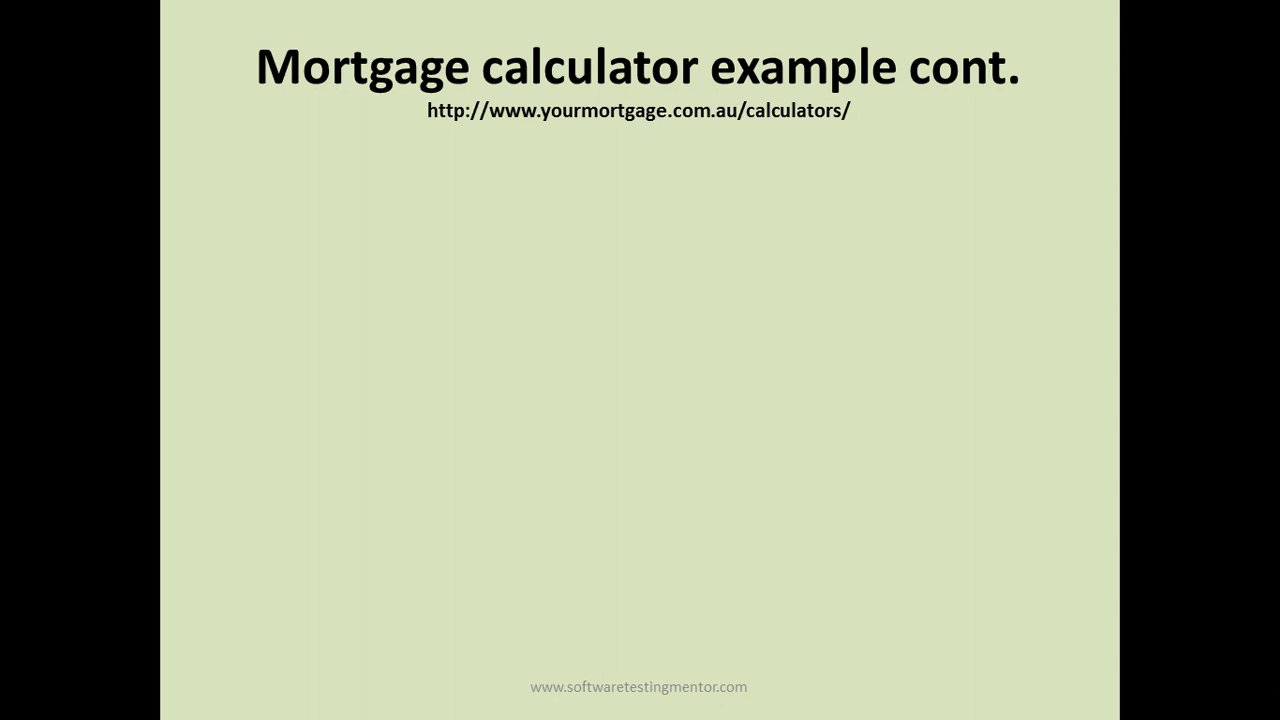 Mortgage calculator example cont.
http://www.yourmortgage.com.au/calculators/
www.softwaretestingmentor.com